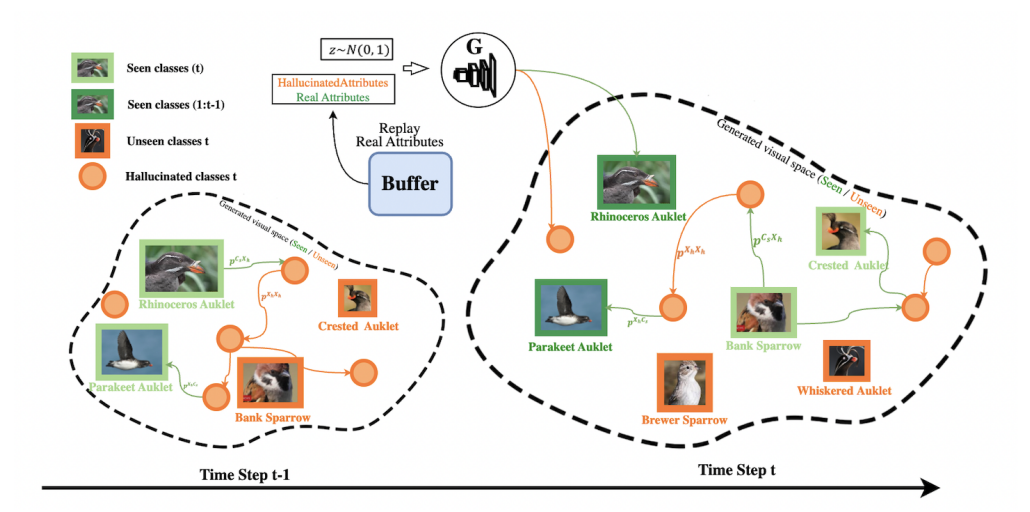 z~N(0,1)
G
HallucinatedAttributes
Real Attributes
Replay
Real Attributes
Buffer
Seen classes (t)
Seen classes (1:t-1)
Unseen classes t
Hallucinated classes t
Generated visual space (Seen / Unseen)
Rhinoceros Auklet
p^{C_s X_h}
p^{X_h X_h}
Crested Auklet
Parakeet Auklet
Bank Sparrow
Time Step t-1
Generated visual space (Seen / Unseen)
Rhinoceros Auklet
p^{X_h X_h}
p^{C_s X_h}
Crested Auklet
Parakeet Auklet
p^{X_h C_s}
Bank Sparrow
Brewer Sparrow
Whiskered Auklet
Time Step t